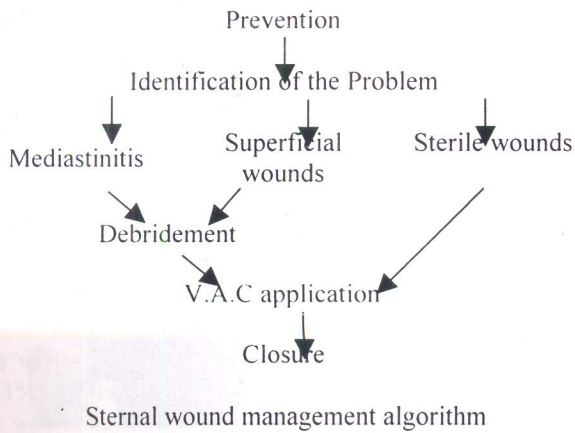 Prevention
Identification of the Problem
Mediastinitis
Superficial
wounds
Sterile wounds
Debridement
V.A.C application
Closure
Sternal wound management algorithm